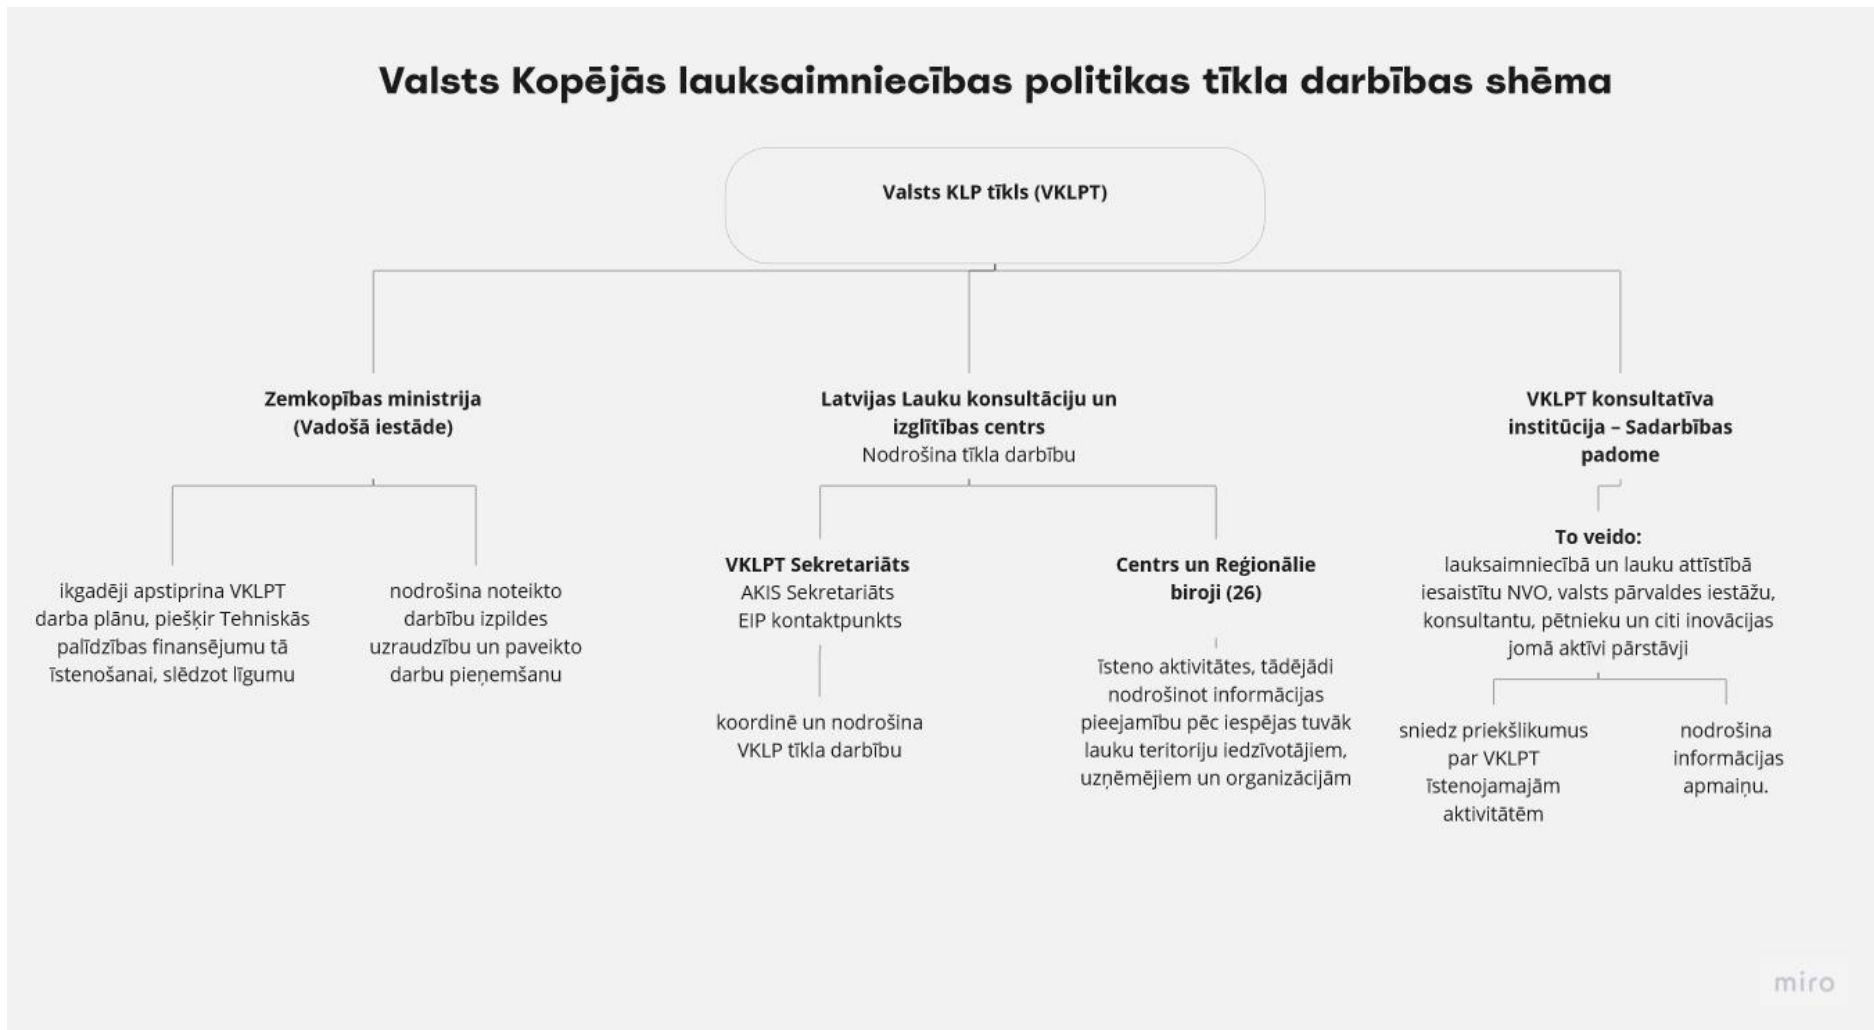 Valsts Kopējās lauksaimniecības politikas tīkla darbības shēma
Valsts KLP tīkls (VKLPT)
Zemkopības ministrija
(Vadošā iestāde)
ikgadēji apstiprina VKLPT
darba plānu, piešķir Tehniskās
palīdzības finansējumu tā
īstenošanai, slēdzot līgumu
nodrošina noteikto
darbību izpildes
uzraudzību un paveikto
darbu pieņemšanu
Latvijas Lauku konsultāciju un
izglītības centrs
Nodrošina tīkla darbību
VKLPT Sekretariāts
AKIS Sekretariāts
EIP kontaktpunkts
koordinē un nodrošina
VKLP tīkla darbību
Centrs un Reģionālie
biroji (26)
īsteno aktivitātes, tādējādi
nodrošinot informācijas
pieejamību pēc iespējas tuvāk
lauku teritoriju iedzīvotājiem,
uzņēmējiem un organizācijām
VKLPT konsultatīva
institūcija – Sadarbības
padome
To veido:
lauksaimniecībā un lauku attīstībā
iesaistītu NVO, valsts pārvaldes iestāžu,
konsultantu, pētnieku un citi inovācijas
jomā aktīvi pārstāvji
sniedz priekšlikumus
par VKLPT
īstenojamajām
aktivitātēm
nodrošina
informācijas
apmaiņu.
miro